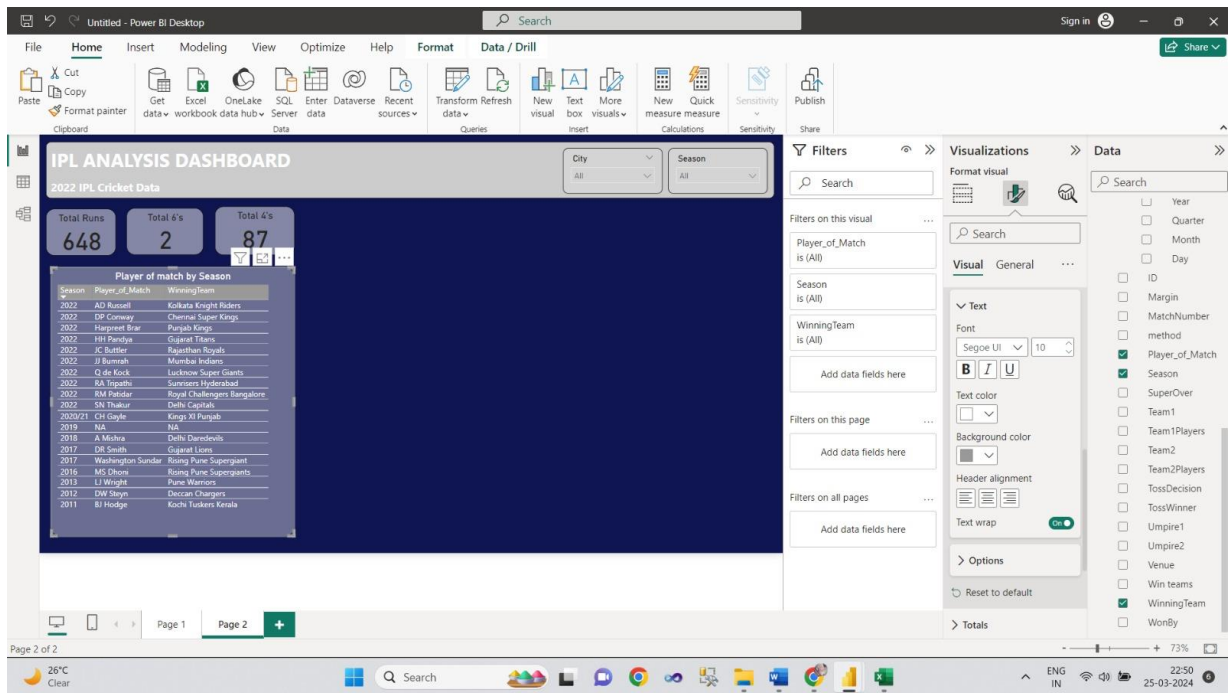 Untitled - Power BI Desktop
Search
Sign in
File Home Insert Modeling View Optimize Help Format Data / Drill
Share
Paste
Cut
Copy
Format painter
Clipboard
Get data
Excel workbook
OneLake data hub
SQL Server
Enter data
Dataverse
Recent sources
Data
Transform data
Refresh
Queries
New visual
Text box
More visuals
Insert
New measure
Quick measure
Calculations
Sensitivity
Sensitivity
Publish
Share
IPL ANALYSIS DASHBOARD
2022 IPL Cricket Data
City
All
Season
All
Total Runs
648
Total 6's
2
Total 4's
87
Player of match by Season
Season Player_of_Match WinningTeam
2022 AD Russell Kolkata Knight Riders
2022 DP Conway Chennai Super Kings
2022 Harpreet Brar Punjab Kings
2022 HH Pandya Gujarat Titans
2022 JC Buttler Rajasthan Royals
2022 JJ Bumrah Mumbai Indians
2022 Q de Kock Lucknow Super Giants
2022 RA Tripathi Sunrisers Hyderabad
2022 RM Patidar Royal Challengers Bangalore
2022 SN Thakur Delhi Capitals
2020/21 CH Gayle Kings XI Punjab
2019 NA NA
2018 A Mishra Delhi Daredevils
2017 DR Smith Gujarat Lions
2017 Washington Sundar Rising Pune Supergiant
2016 MS Dhoni Rising Pune Supergiants
2013 LJ Wright Pune Warriors
2012 DW Steyn Deccan Chargers
2011 BJ Hodge Kochi Tuskers Kerala
Filters
Search
Filters on this visual
Player_of_Match
is (All)
Season
is (All)
WinningTeam
is (All)
Add data fields here
Filters on this page
Add data fields here
Filters on all pages
Add data fields here
Visualizations
Format visual
Search
Visual General
Text
Font
Segoe UI 10
B I U
Text color
Background color
Header alignment
Text wrap On
Options
Reset to default
Totals
Data
Search
Year
Quarter
Month
Day
ID
Margin
MatchNumber
method
Player_of_Match
Season
SuperOver
Team1
Team1Players
Team2
Team2Players
TossDecision
TossWinner
Umpire1
Umpire2
Venue
Win teams
WinningTeam
WonBy
Page 1 Page 2
Page 2 of 2
73%
26°C
Clear
Search
ENG
IN
22:50
25-03-2024
6